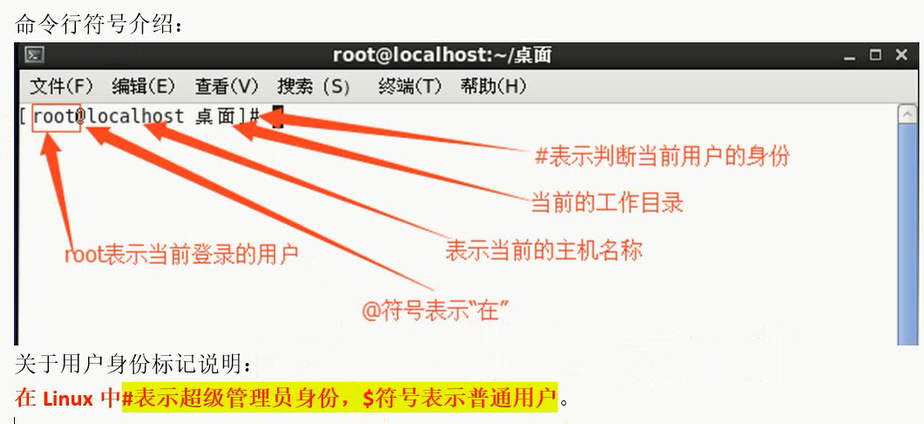 命令行符号介绍：
root@localhost:~/桌面
文件(F) 编辑(E) 查看(V) 搜索 (S) 终端(T) 帮助(H)
[root@localhost 桌面]#
#表示判断当前用户的身份
当前的工作目录
表示当前的主机名称
root表示当前登录的用户
@符号表示“在”
关于用户身份标记说明：
在 Linux 中#表示超级管理员身份，$符号表示普通用户。